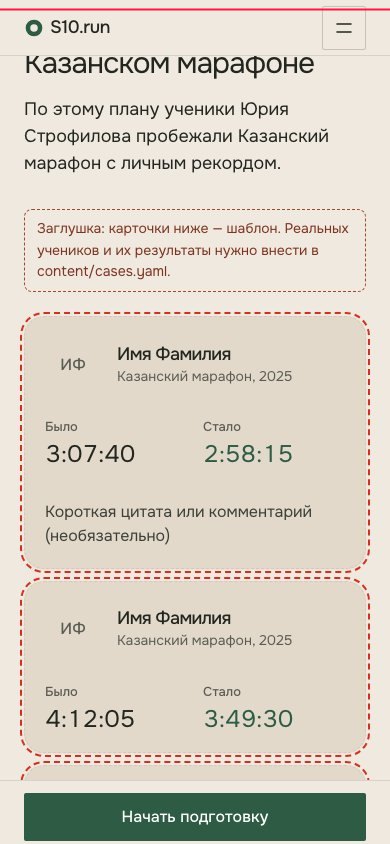 S10.run
Казанском марафоне
По этому плану ученики Юрия
Строфилова пробежали Казанский
марафон с личным рекордом.
Заглушка: карточки ниже — шаблон. Реальных
учеников и их результаты нужно внести в
content/cases.yaml.
ИФ
Имя Фамилия
Казанский марафон, 2025
Было
Стало
3:07:40
2:58:15
Короткая цитата или комментарий
(необязательно)
ИФ
Имя Фамилия
Казанский марафон, 2025
Было
Стало
4:12:05
3:49:30
Начать подготовку